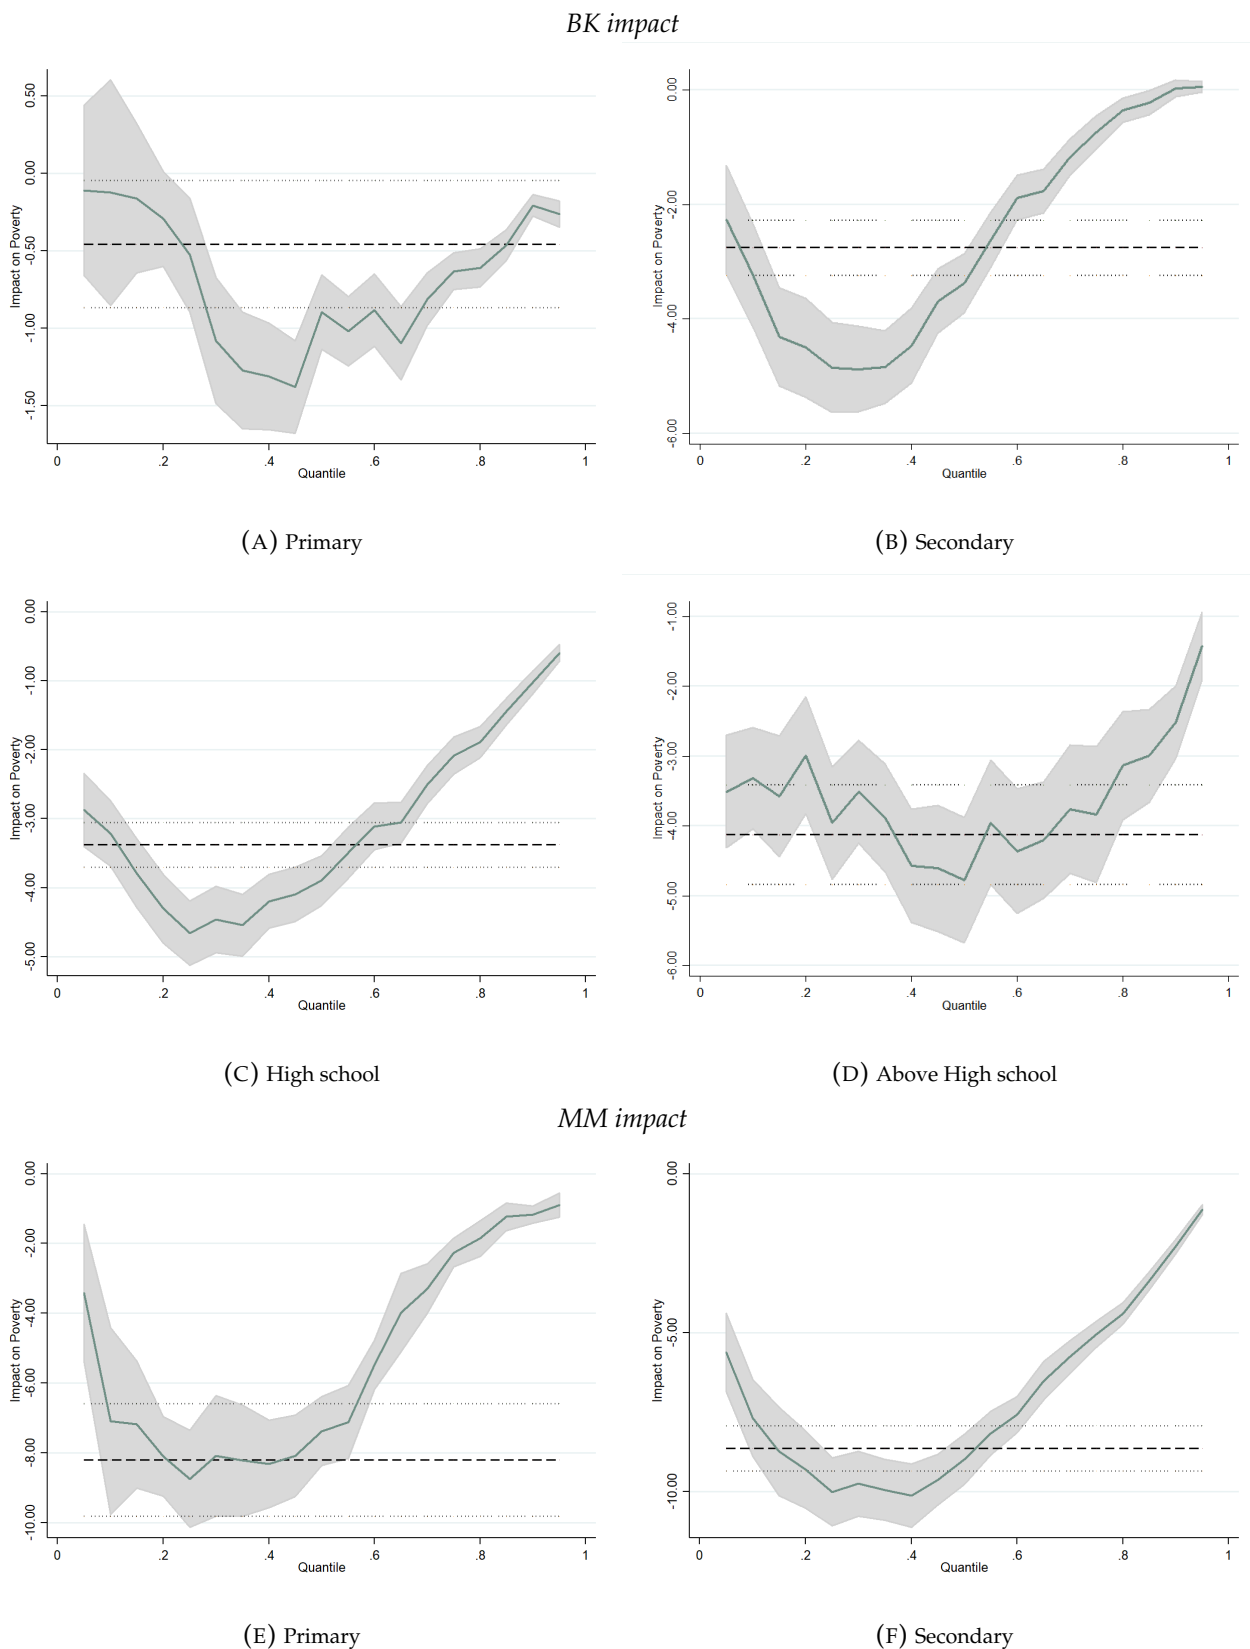 BK impact
Impact on Poverty
0.50
0.00
-0.50
-1.00
-1.50
0 .2 .4 .6 .8 1
Quantile
(A) Primary
Impact on Poverty
0.00
-2.00
-4.00
-6.00
0 .2 .4 .6 .8 1
Quantile
(B) Secondary
Impact on Poverty
0.00
-1.00
-2.00
-3.00
-4.00
-5.00
0 .2 .4 .6 .8 1
Quantile
(C) High school
Impact on Poverty
-1.00
-2.00
-3.00
-4.00
-5.00
-6.00
0 .2 .4 .6 .8 1
Quantile
(D) Above High school
MM impact
Impact on Poverty
0.00
-2.00
-4.00
-6.00
-8.00
-10.00
0 .2 .4 .6 .8 1
Quantile
(E) Primary
Impact on Poverty
0.00
-5.00
-10.00
0 .2 .4 .6 .8 1
Quantile
(F) Secondary